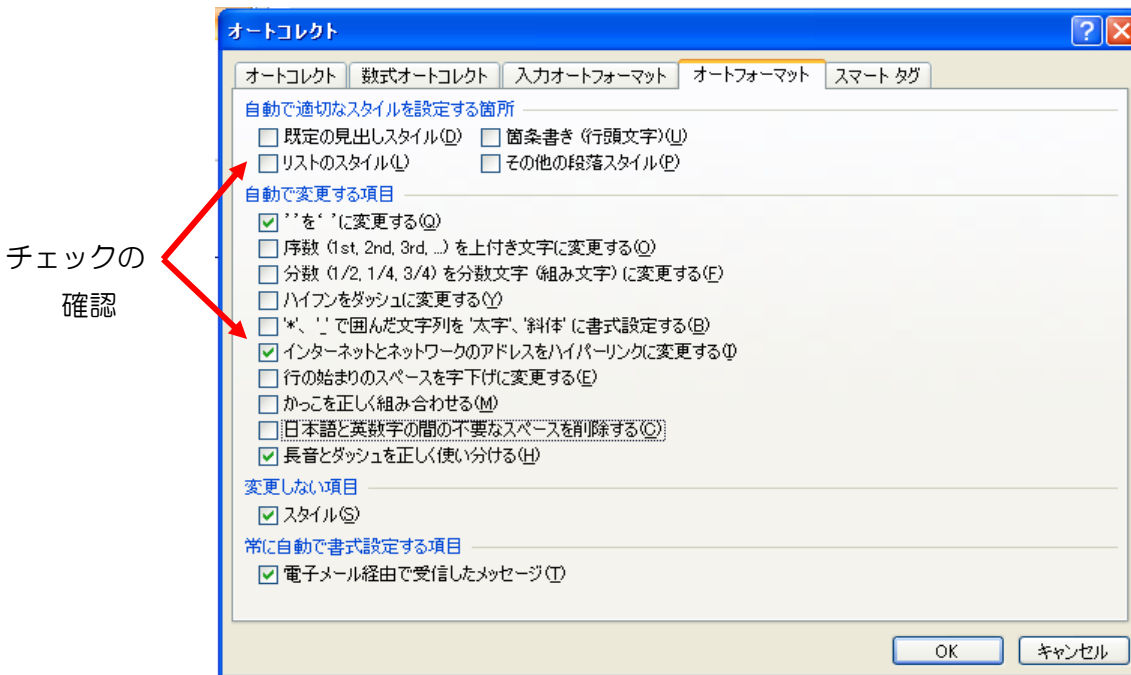 オートコレクト
オートコレクト 数式オートコレクト 入力オートフォーマット オートフォーマット スマート タグ
自動で適切なスタイルを設定する箇所
既定の見出しスタイル(D) 箇条書き (行頭文字)(U)
リストのスタイル(L) その他の段落スタイル(P)
自動で変更する項目
' ' を ‘ ’に変更する(Q)
序数 (1st, 2nd, 3rd, ...) を上付き文字に変更する(O)
分数 (1/2, 1/4, 3/4) を分数文字 (組み文字) に変更する(F)
ハイフンをダッシュに変更する(Y)
'*'、'_' で囲んだ文字列を '太字'、'斜体' に書式設定する(B)
インターネットとネットワークのアドレスをハイパーリンクに変更する(I)
行の始まりのスペースを字下げに変更する(E)
かっこを正しく組み合わせる(M)
日本語と英数字の間の不要なスペースを削除する(C)
長音とダッシュを正しく使い分ける(H)
変更しない項目
スタイル(S)
常に自動で書式設定する項目
電子メール経由で受信したメッセージ(T)
OK キャンセル
チェックの
確認